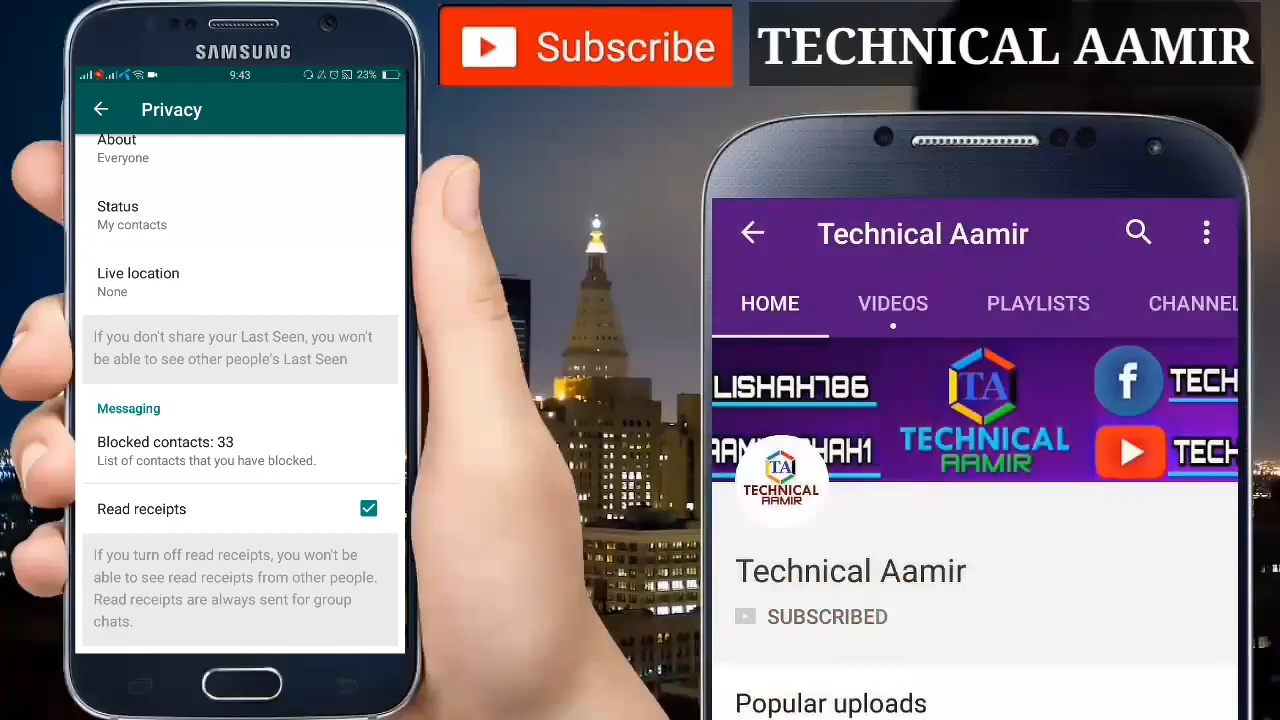 Subscribe
TECHNICAL AAMIR
SAMSUNG
9:43
23%
Privacy
About
Everyone
Status
My contacts
Live location
None
If you don't share your Last Seen, you won't
be able to see other people's Last Seen
Messaging
Blocked contacts: 33
List of contacts that you have blocked.
Read receipts
If you turn off read receipts, you won't be
able to see read receipts from other people.
Read receipts are always sent for group
chats.
Technical Aamir
HOME
VIDEOS
PLAYLISTS
CHANNEL
LISHAH786
TA
TECHNICAL
AAMIR
f
TECH
TECH
TA
TECHNICAL
AAMIR
Technical Aamir
SUBSCRIBED
Popular uploads